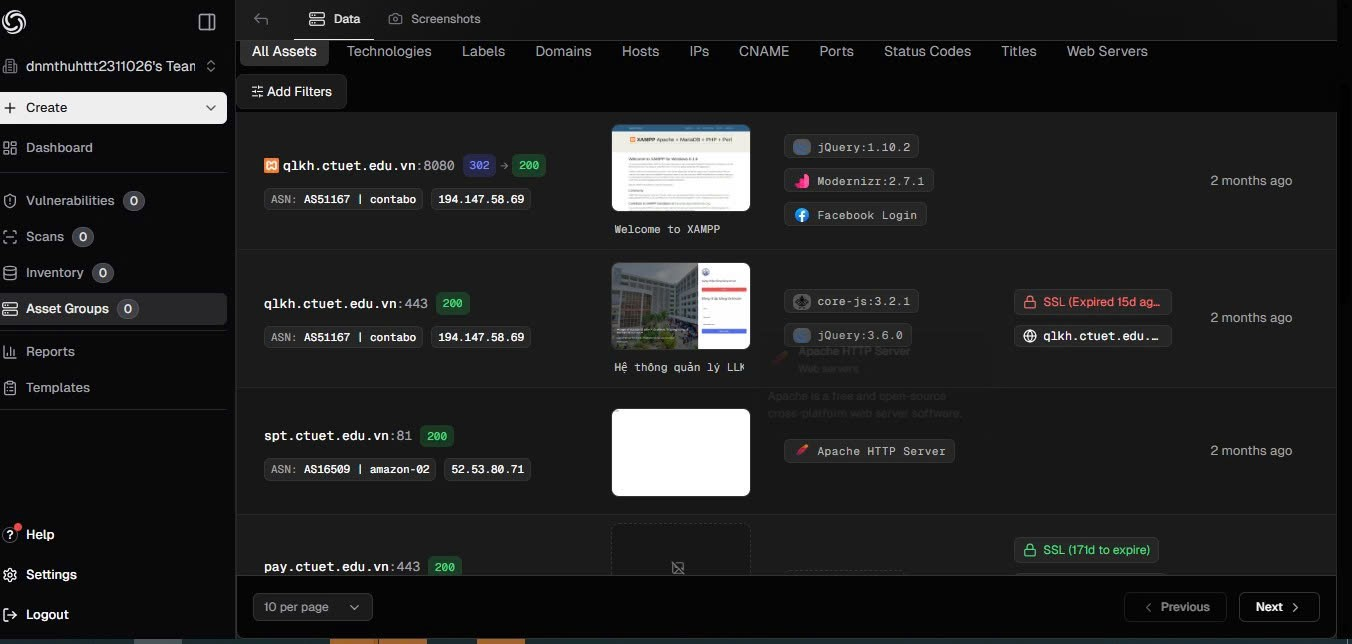 Data
Screenshots
dnmthuhttt2311026's Tean
Create
Dashboard
Vulnerabilities 0
Scans 0
Inventory 0
Asset Groups 0
Reports
Templates
Help
Settings
Logout
All Assets
Technologies
Labels
Domains
Hosts
IPs
CNAME
Ports
Status Codes
Titles
Web Servers
Add Filters
qlkh.ctuet.edu.vn:8080 302 → 200
ASN: AS51167 | contabo 194.147.58.69
XAMPP Apache + MariaDB + PHP + Perl
Welcome to XAMPP
jQuery:1.10.2
Modernizr:2.7.1
Facebook Login
2 months ago
qlkh.ctuet.edu.vn:443 200
ASN: AS51167 | contabo 194.147.58.69
Hệ thống quản lý LLK
core-js:3.2.1
jQuery:3.6.0
SSL (Expired 15d ag...
qlkh.ctuet.edu....
2 months ago
Apache HTTP Server
Web servers
Apache is a free and open-source
cross-platform web server software.
spt.ctuet.edu.vn:81 200
ASN: AS16509 | amazon-02 52.53.80.71
Apache HTTP Server
2 months ago
pay.ctuet.edu.vn:443 200
SSL (171d to expire)
10 per page
Previous
Next